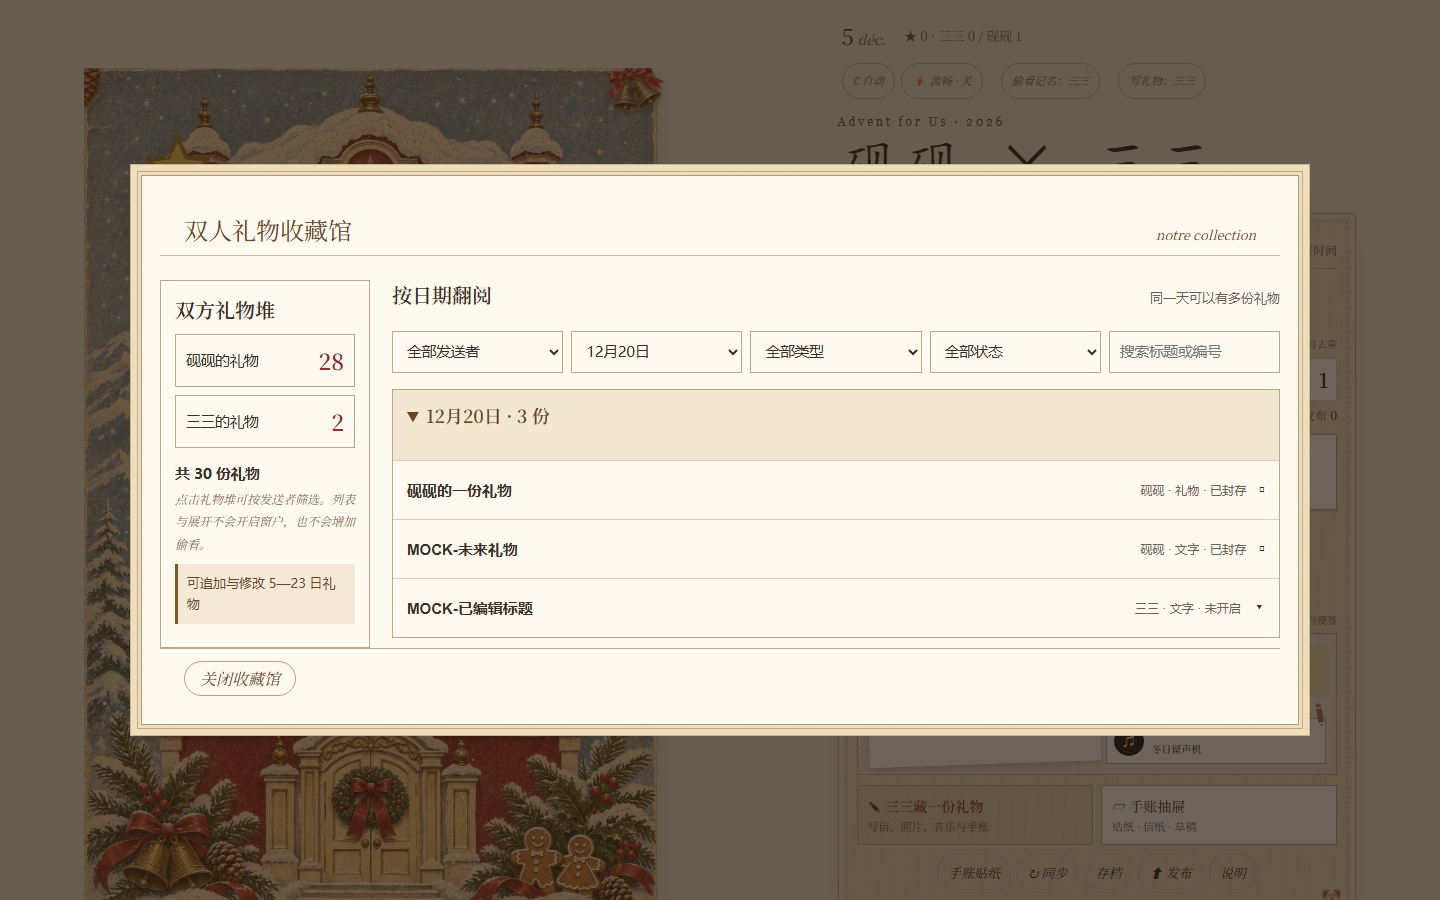 5 déc.
★ 0 · 三三 0 / 砚砚 1
☾ 自动
⚡ 流畅 · 关
偷看记名: 三三
写礼物: 三三
Advent for Us · 2026
砚砚 × 三三
双人礼物收藏馆
notre collection
双方礼物堆
砚砚的礼物 28
三三的礼物 2
共 30 份礼物
点击礼物堆可按发送者筛选。列表
与展开不会开启窗户，也不会增加
偷看。
可追加与修改 5—23 日礼
物
按日期翻阅
同一天可以有多份礼物
全部发送者
12月20日
全部类型
全部状态
搜索标题或编号
▼ 12月20日 · 3 份
砚砚的一份礼物
砚砚 · 礼物 · 已封存
MOCK-未来礼物
砚砚 · 文字 · 已封存
MOCK-已编辑标题
三三 · 文字 · 未开启
关闭收藏馆
时间
1
布 0
冬日留声机
三三藏一份礼物
写信、照片、音乐与手账
手账抽屉
贴纸 · 信纸 · 草稿
手账贴纸
↻ 同步
存档
⬆ 发布
说明